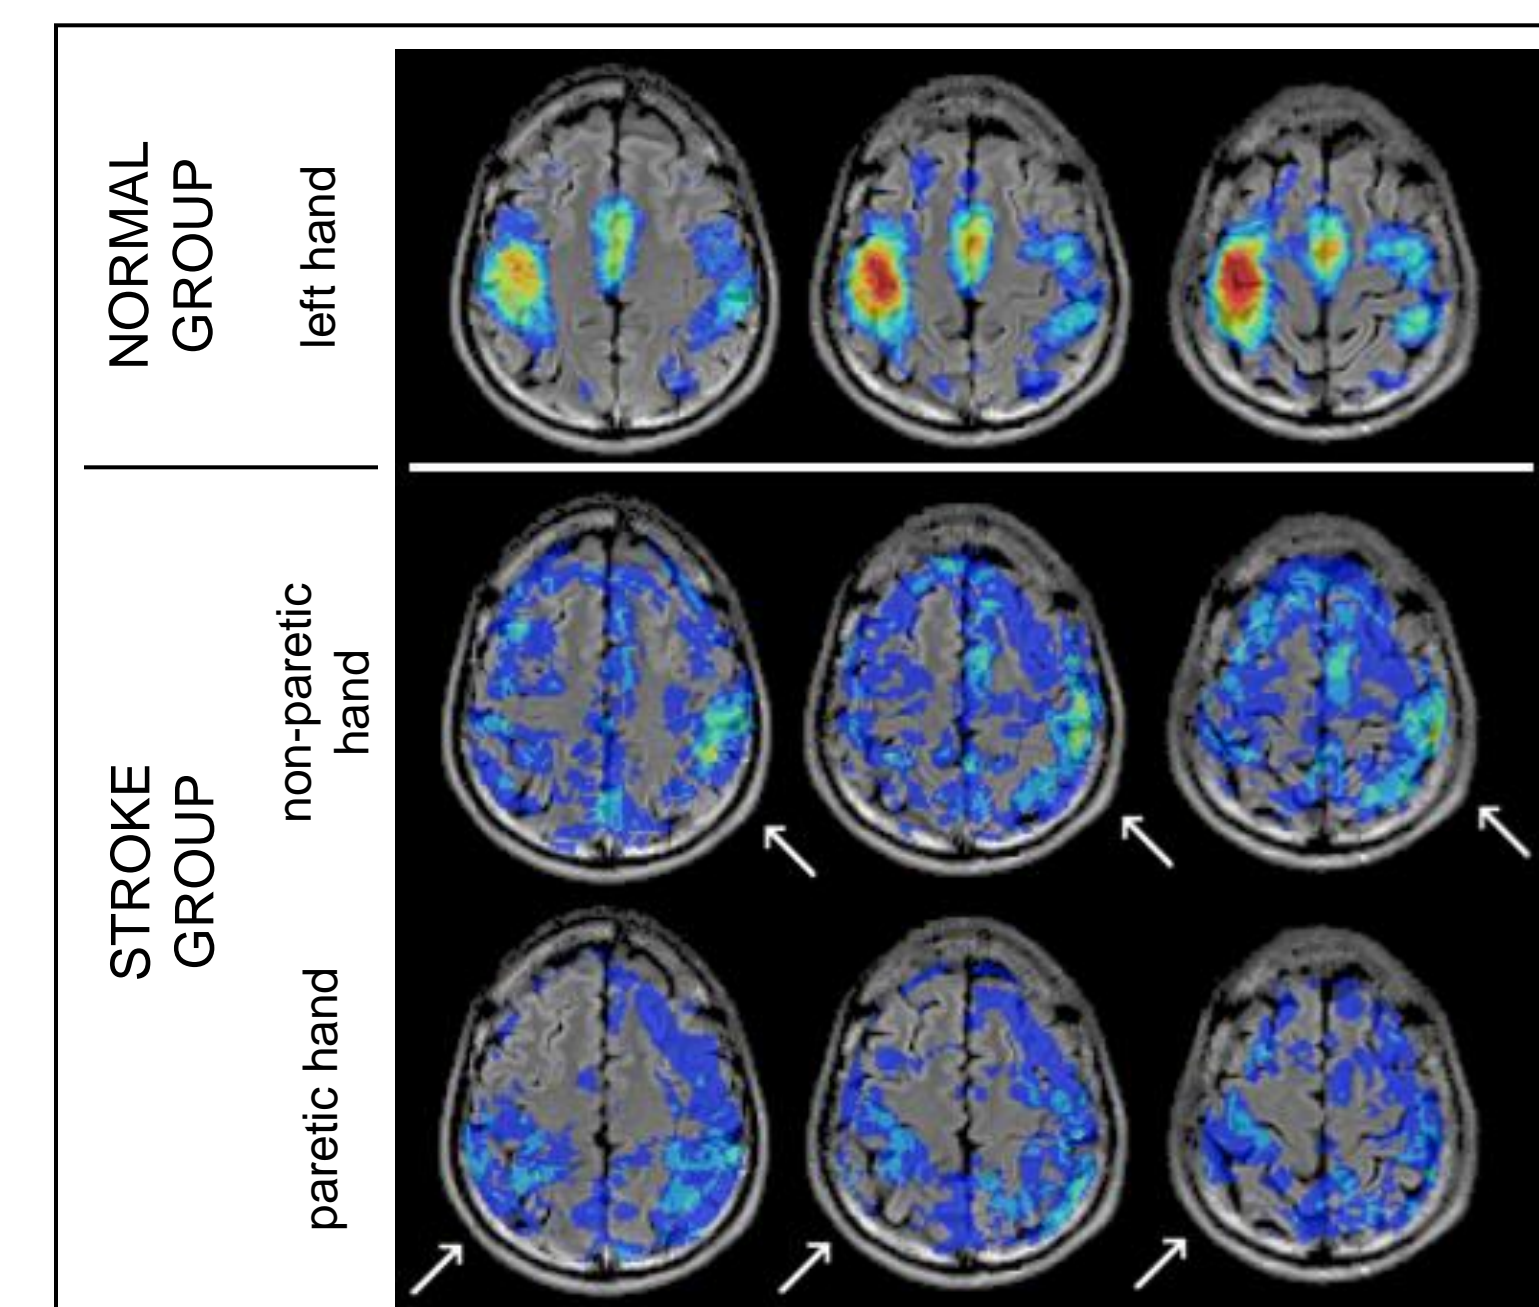 NORMAL
GROUP
left hand
STROKE
GROUP
non-paretic
hand
paretic hand